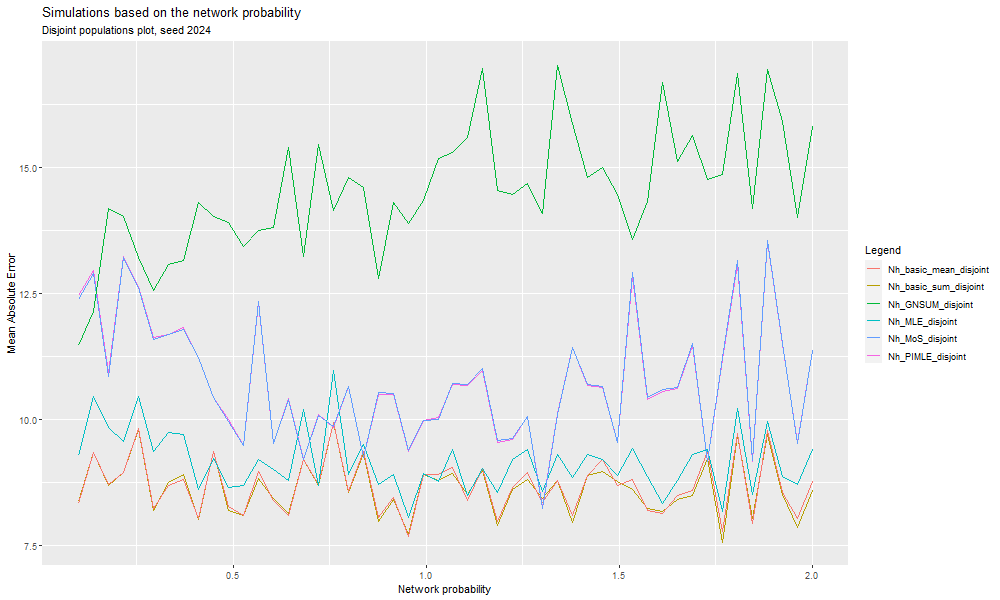 Simulations based on the network probability
Disjoint populations plot, seed 2024
Mean Absolute Error
15.0
12.5
10.0
7.5
0.5
1.0
1.5
2.0
Network probability
Legend
Nh_basic_mean_disjoint
Nh_basic_sum_disjoint
Nh_GNSUM_disjoint
Nh_MLE_disjoint
Nh_MoS_disjoint
Nh_PIMLE_disjoint